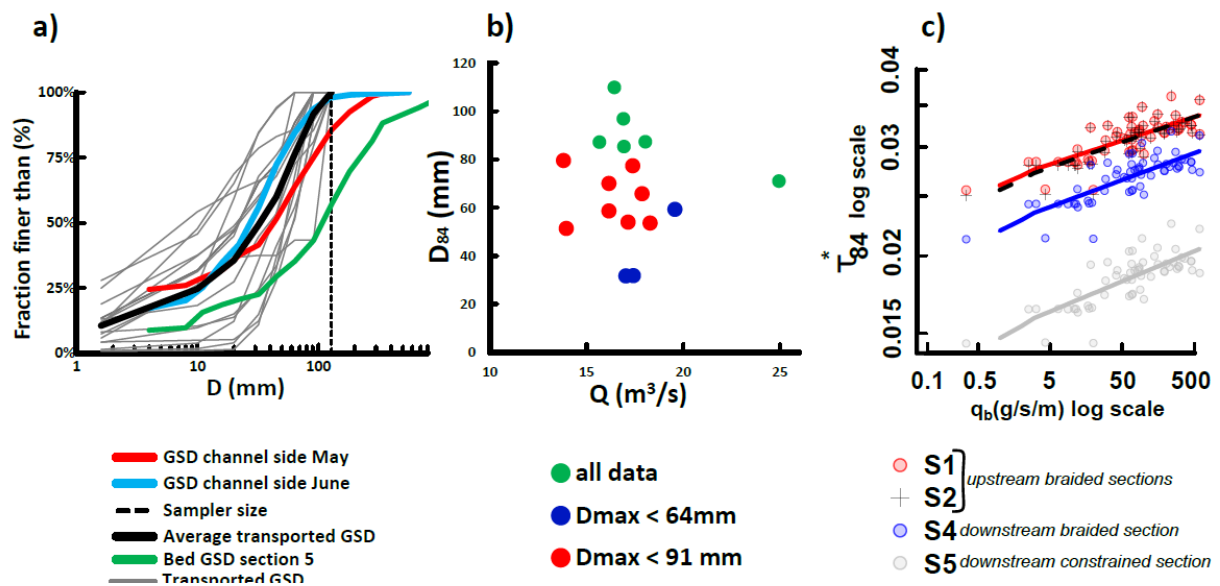 a)
b)
c)
Fraction finer than (%)
100%
75%
50%
25%
0%
1
10
100
D (mm)
D84 (mm)
120
100
80
60
40
20
0
10
15
20
25
Q (m³/s)
τ*84 log scale
0.04
0.03
0.02
0.015
0.1
0.5
5
50
500
qb(g/s/m) log scale
GSD channel side May
GSD channel side June
Sampler size
Average transported GSD
Bed GSD section 5
Transported GSD
all data
Dmax < 64mm
Dmax < 91 mm
S1
S2
upstream braided sections
S4 downstream braided section
S5 downstream constrained section